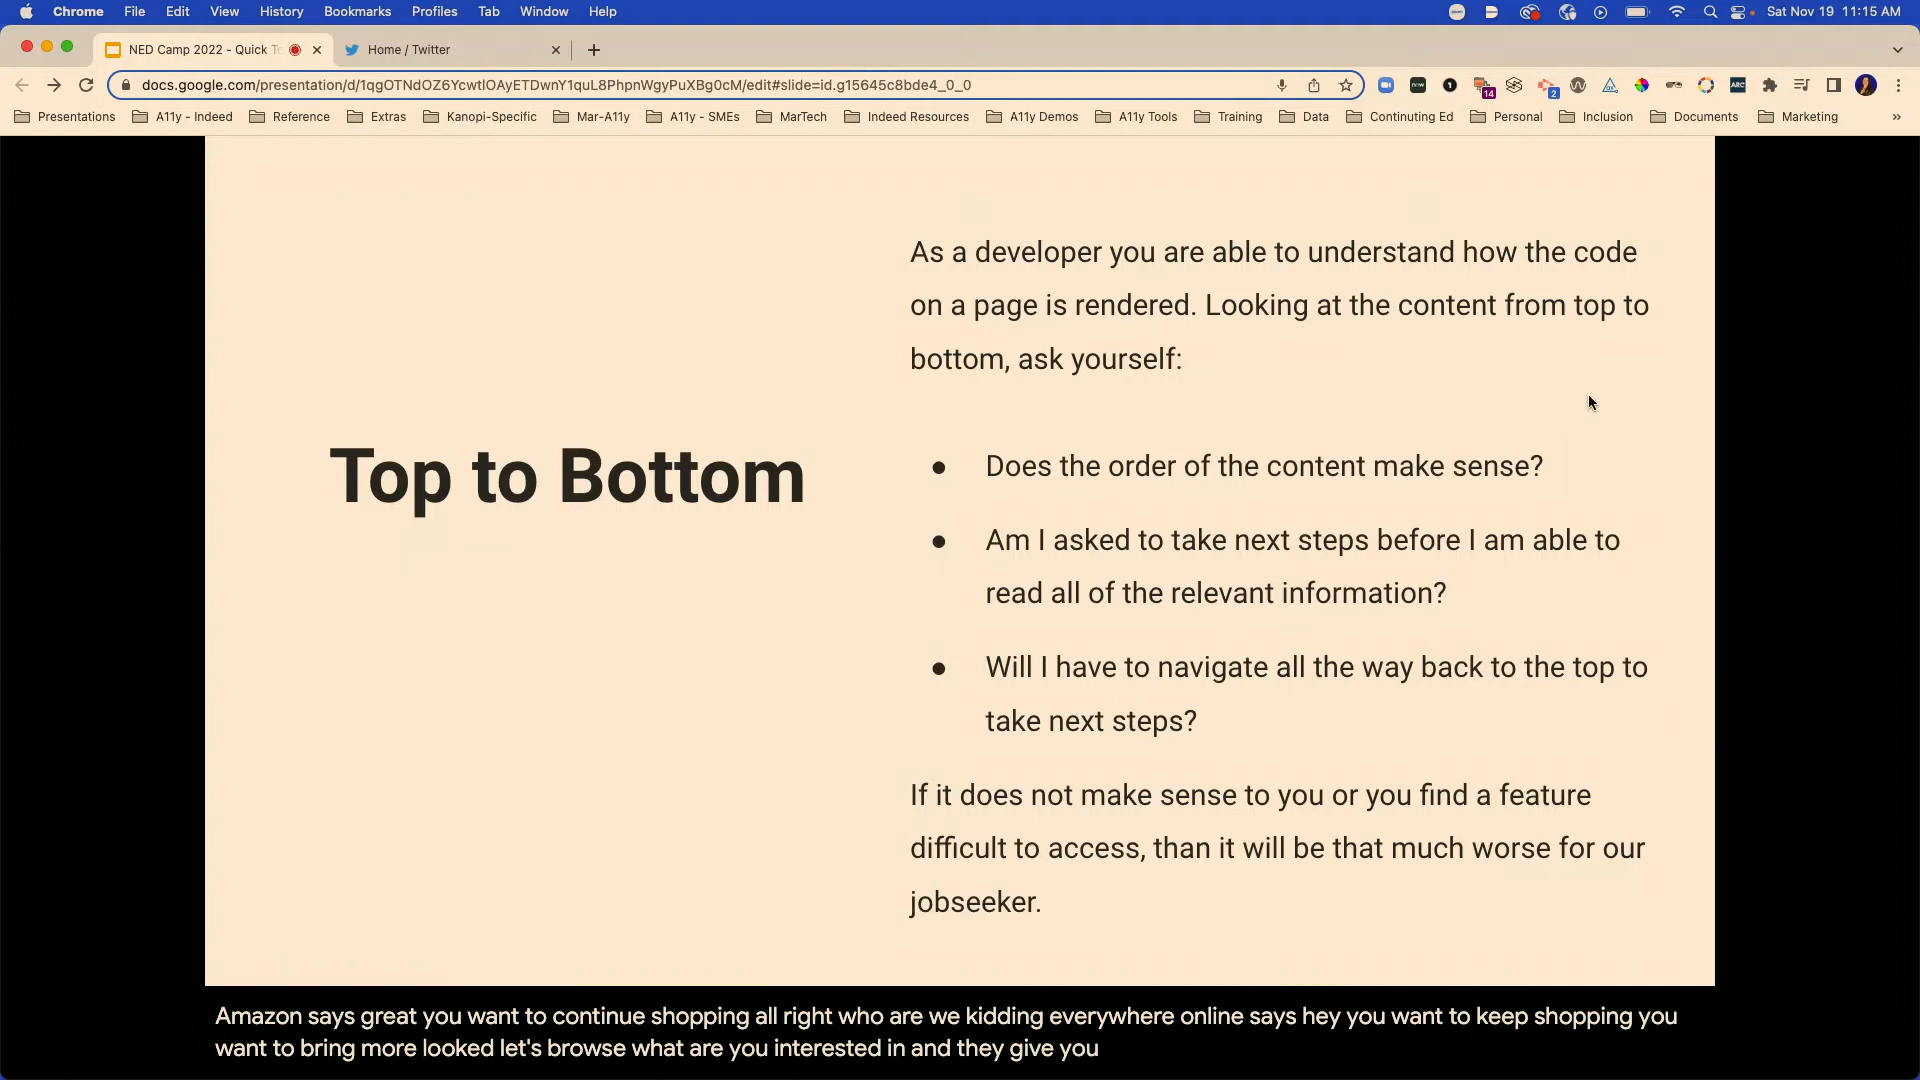 Chrome File Edit View History Bookmarks Profiles Tab Window Help Sat Nov 19 11:15 AM
NED Camp 2022 - Quick Te Home / Twitter
docs.google.com/presentation/d/1qgOTNdOZ6YcwtlOAyETDwnY1quL8PhpnWgyPuXBg0cM/edit#slide=id.g15645c8bde4_0_0 14 2 ARC
Presentations A11y - Indeed Reference Extras Kanopi-Specific Mar-A11y A11y - SMEs MarTech Indeed Resources A11y Demos A11y Tools Training Data Continuting Ed Personal Inclusion Documents Marketing »
Top to Bottom
As a developer you are able to understand how the code
on a page is rendered. Looking at the content from top to
bottom, ask yourself:
● Does the order of the content make sense?
● Am I asked to take next steps before I am able to
read all of the relevant information?
● Will I have to navigate all the way back to the top to
take next steps?
If it does not make sense to you or you find a feature
difficult to access, than it will be that much worse for our
jobseeker.
Amazon says great you want to continue shopping all right who are we kidding everywhere online says hey you want to keep shopping you
want to bring more looked let's browse what are you interested in and they give you